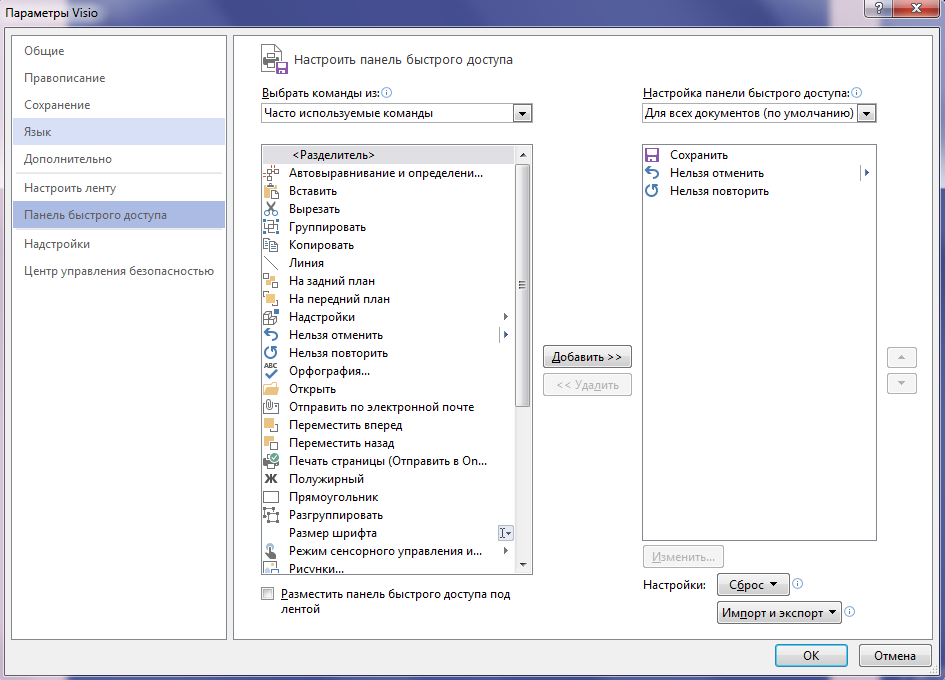 Параметры Visio
Общие
Правописание
Сохранение
Язык
Дополнительно
Настроить ленту
Панель быстрого доступа
Надстройки
Центр управления безопасностью
Настроить панель быстрого доступа
Выбрать команды из:
Часто используемые команды
<Разделитель>
Автовыравнивание и определени...
Вставить
Вырезать
Группировать
Копировать
Линия
На задний план
На передний план
Надстройки
Нельзя отменить
Нельзя повторить
ABC
Орфография...
Открыть
Отправить по электронной почте
Переместить вперед
Переместить назад
Печать страницы (Отправить в On...
Ж Полужирный
Прямоугольник
Разгруппировать
Размер шрифта
Режим сенсорного управления и...
Рисунки...
Разместить панель быстрого доступа под
лентой
Добавить >>
<< Удалить
Настройка панели быстрого доступа:
Для всех документов (по умолчанию)
Сохранить
Нельзя отменить
Нельзя повторить
Изменить...
Настройки: Сброс
Импорт и экспорт
ОК
Отмена